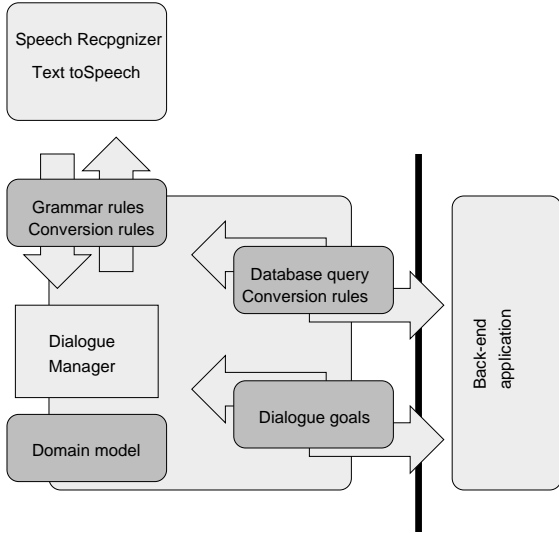 Speech Recpgnizer
Text toSpeech
Grammar rules
Conversion rules
Database query
Conversion rules
Dialogue
Manager
Dialogue goals
Domain model
Back-end
application